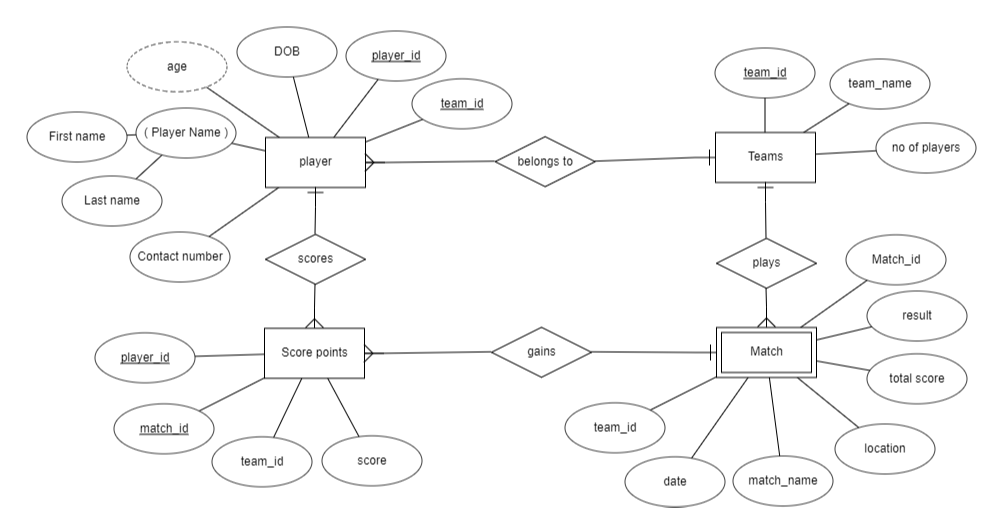 DOB
player_id
age
team_id
team_id
team_name
First name
( Player Name )
player
belongs to
Teams
no of players
Last name
Contact number
scores
plays
Match_id
result
player_id
Score points
gains
Match
total score
match_id
team_id
score
team_id
location
date
match_name